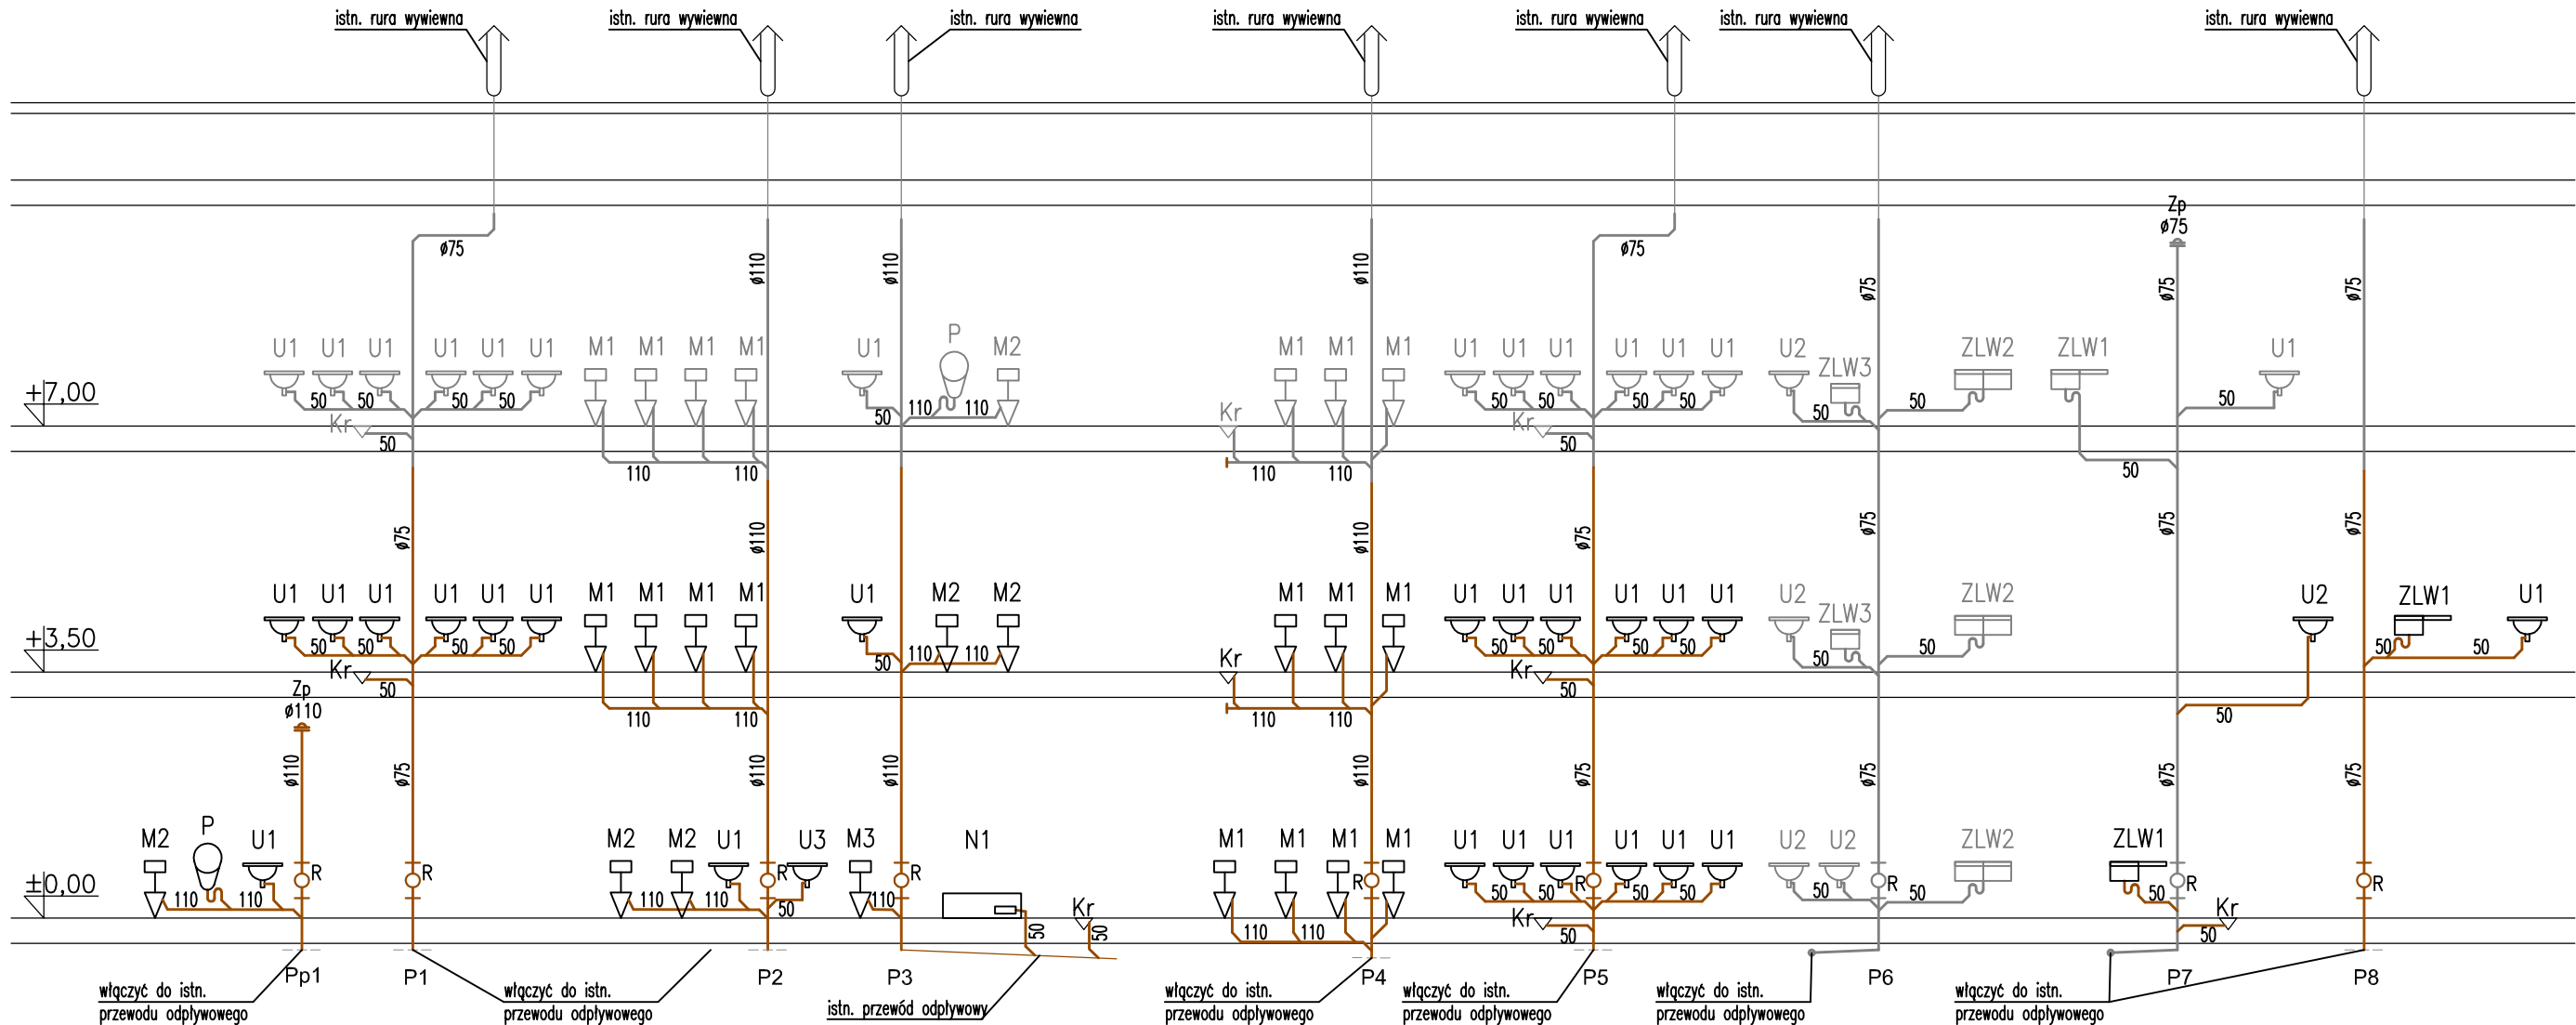 istn. rura wywiewna istn. rura wywiewna istn. rura wywiewna istn. rura wywiewna istn. rura wywiewna istn. rura wywiewna istn. rura wywiewna
Zp
ø75
ø75 ø75
ø110 ø110 ø110 ø75 ø75 ø75
U1 U1 U1 U1 U1 U1 M1 M1 M1 M1 U1 P M2 M1 M1 M1 U1 U1 U1 U1 U1 U1 U2 ZLW3 ZLW2 ZLW1 U1
+7,00
50 50 50 50 50 110 110 50 50 50 50 50 50 50
Kr 50 Kr Kr 50 50
110 110 110 110
ø75 ø110 ø110 ø75 ø75 ø75 ø75
U1 U1 U1 U1 U1 U1 M1 M1 M1 M1 U1 M2 M2 M1 M1 M1 U1 U1 U1 U1 U1 U1 U2 ZLW3 ZLW2 U2 ZLW1 U1
+3,50
50 50 50 50 50 110 110 50 50 50 50 50 50 50 50
Kr 50 Kr Kr 50
Zp
ø110
110 110 110 110 50
ø110 ø75 ø110 ø110 ø110 ø75 ø75 ø75 ø75
M2 P U1 M2 M2 U1 U3 M3 N1 M1 M1 M1 M1 U1 U1 U1 U1 U1 U1 U2 U2 ZLW2 ZLW1
R R R R R R R R R
±0,00
110 110 110 110 50 110 50 50 50 50 50 50 50
Kr Kr Kr
50 50 110 110 50 50
Pp1 P1 P2 P3 P4 P5 P6 P7 P8
włączyć do istn.
przewodu odpływowego
włączyć do istn.
przewodu odpływowego
istn. przewód odpływowy
włączyć do istn.
przewodu odpływowego
włączyć do istn.
przewodu odpływowego
włączyć do istn.
przewodu odpływowego
włączyć do istn.
przewodu odpływowego